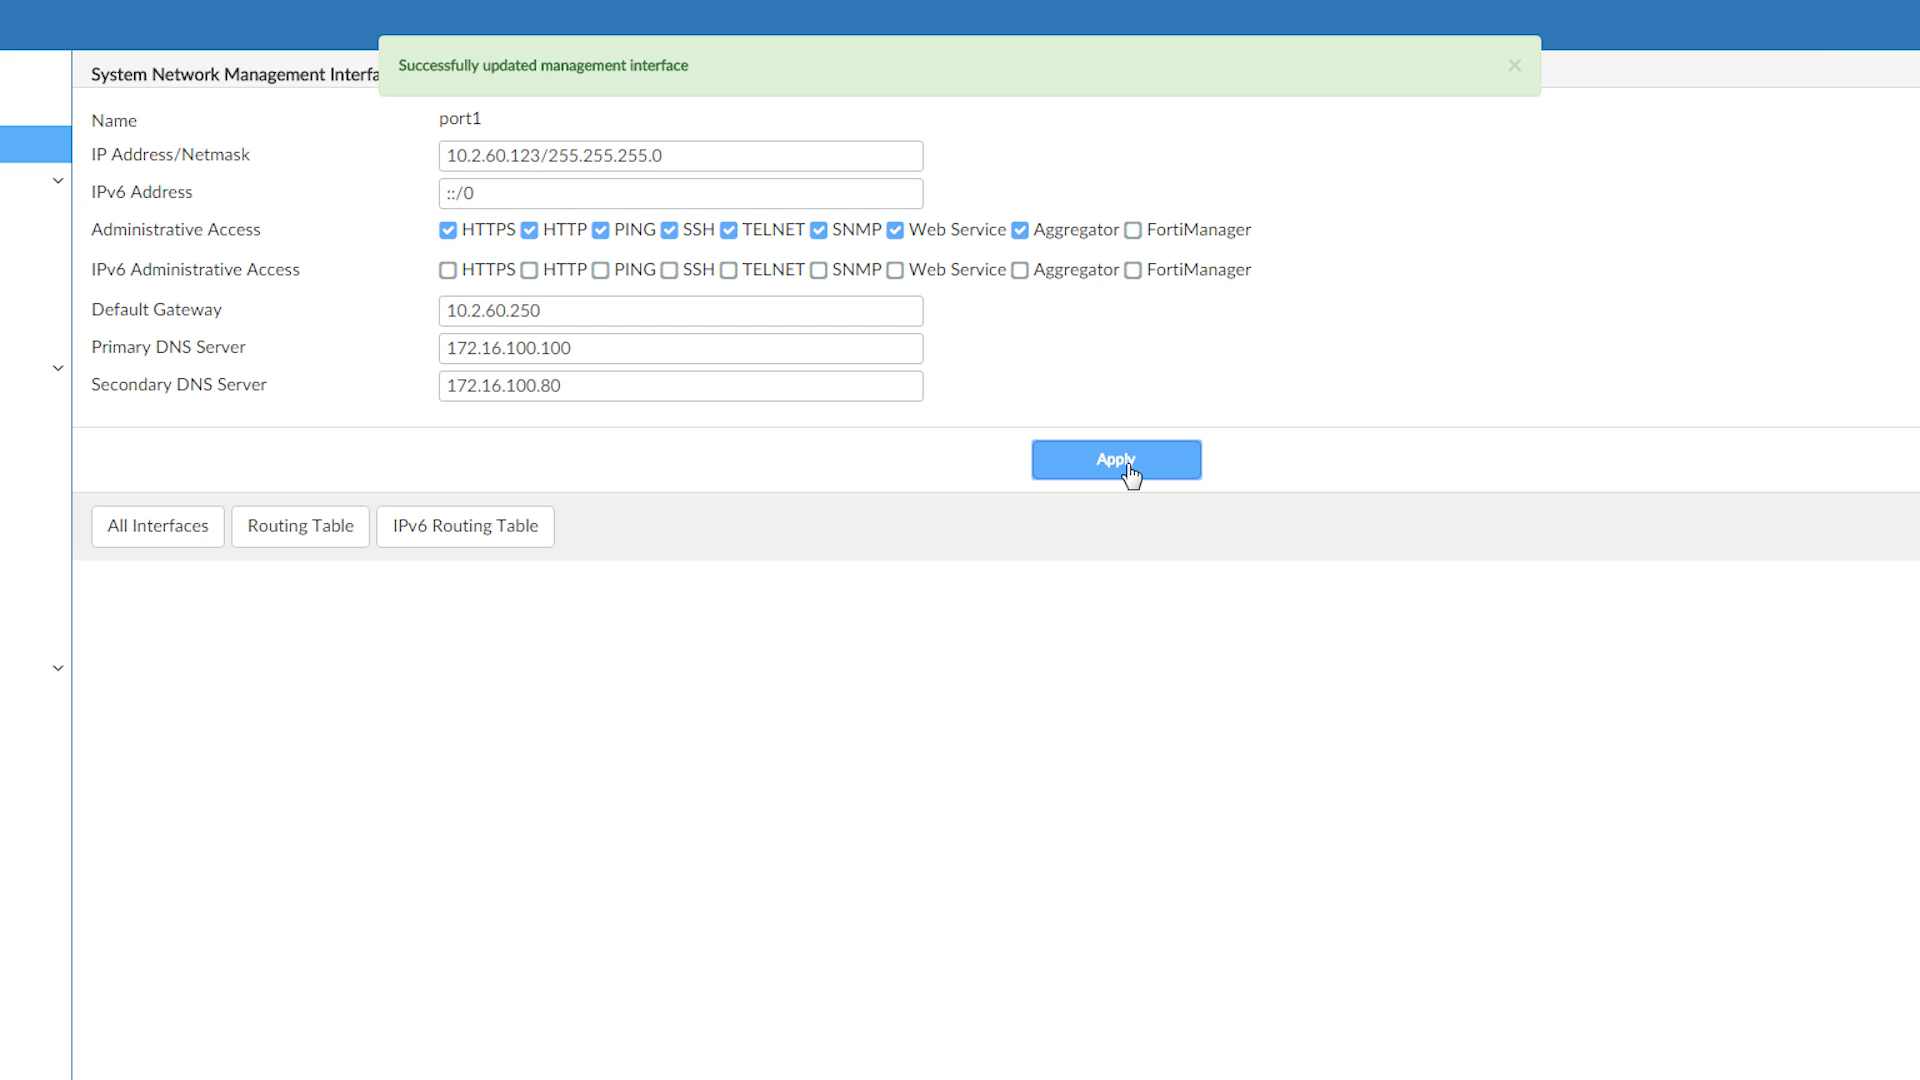 Successfully updated management interface ×
System Network Management Interfa
Name port1
IP Address/Netmask 10.2.60.123/255.255.255.0
IPv6 Address ::/0
Administrative Access HTTPS HTTP PING SSH TELNET SNMP Web Service Aggregator FortiManager
IPv6 Administrative Access HTTPS HTTP PING SSH TELNET SNMP Web Service Aggregator FortiManager
Default Gateway 10.2.60.250
Primary DNS Server 172.16.100.100
Secondary DNS Server 172.16.100.80
Apply
All Interfaces Routing Table IPv6 Routing Table